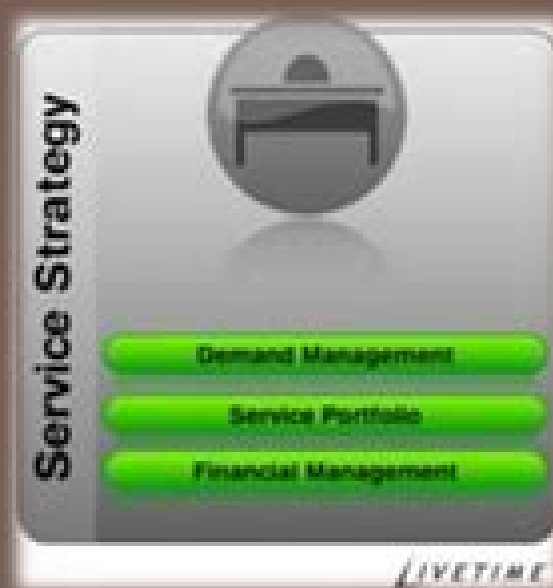 Service Strategy
Demand Management
Service Portfolio
Financial Management
LIVETIME